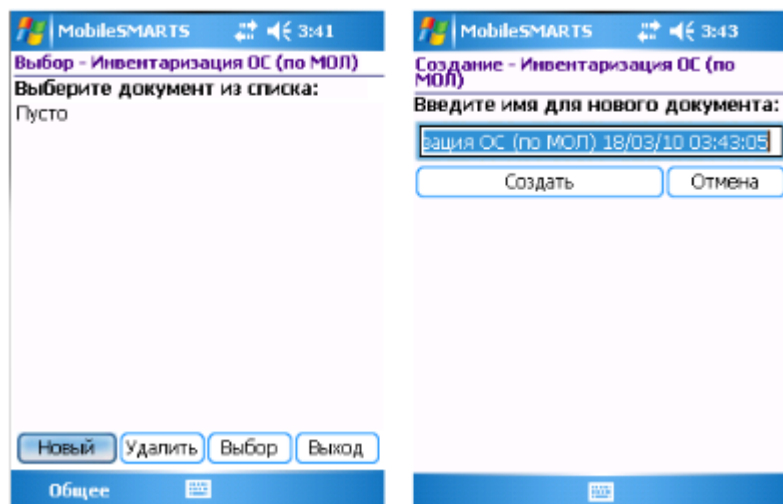 MobileSMARTS 3:41
Выбор - Инвентаризация ОС (по МОЛ)
Выберите документ из списка:
Пусто
Новый Удалить Выбор Выход
Общее
MobileSMARTS 3:43
Создание - Инвентаризация ОС (по
МОЛ)
Введите имя для нового документа:
зация ОС (по МОЛ) 18/03/10 03:43:05
Создать Отмена